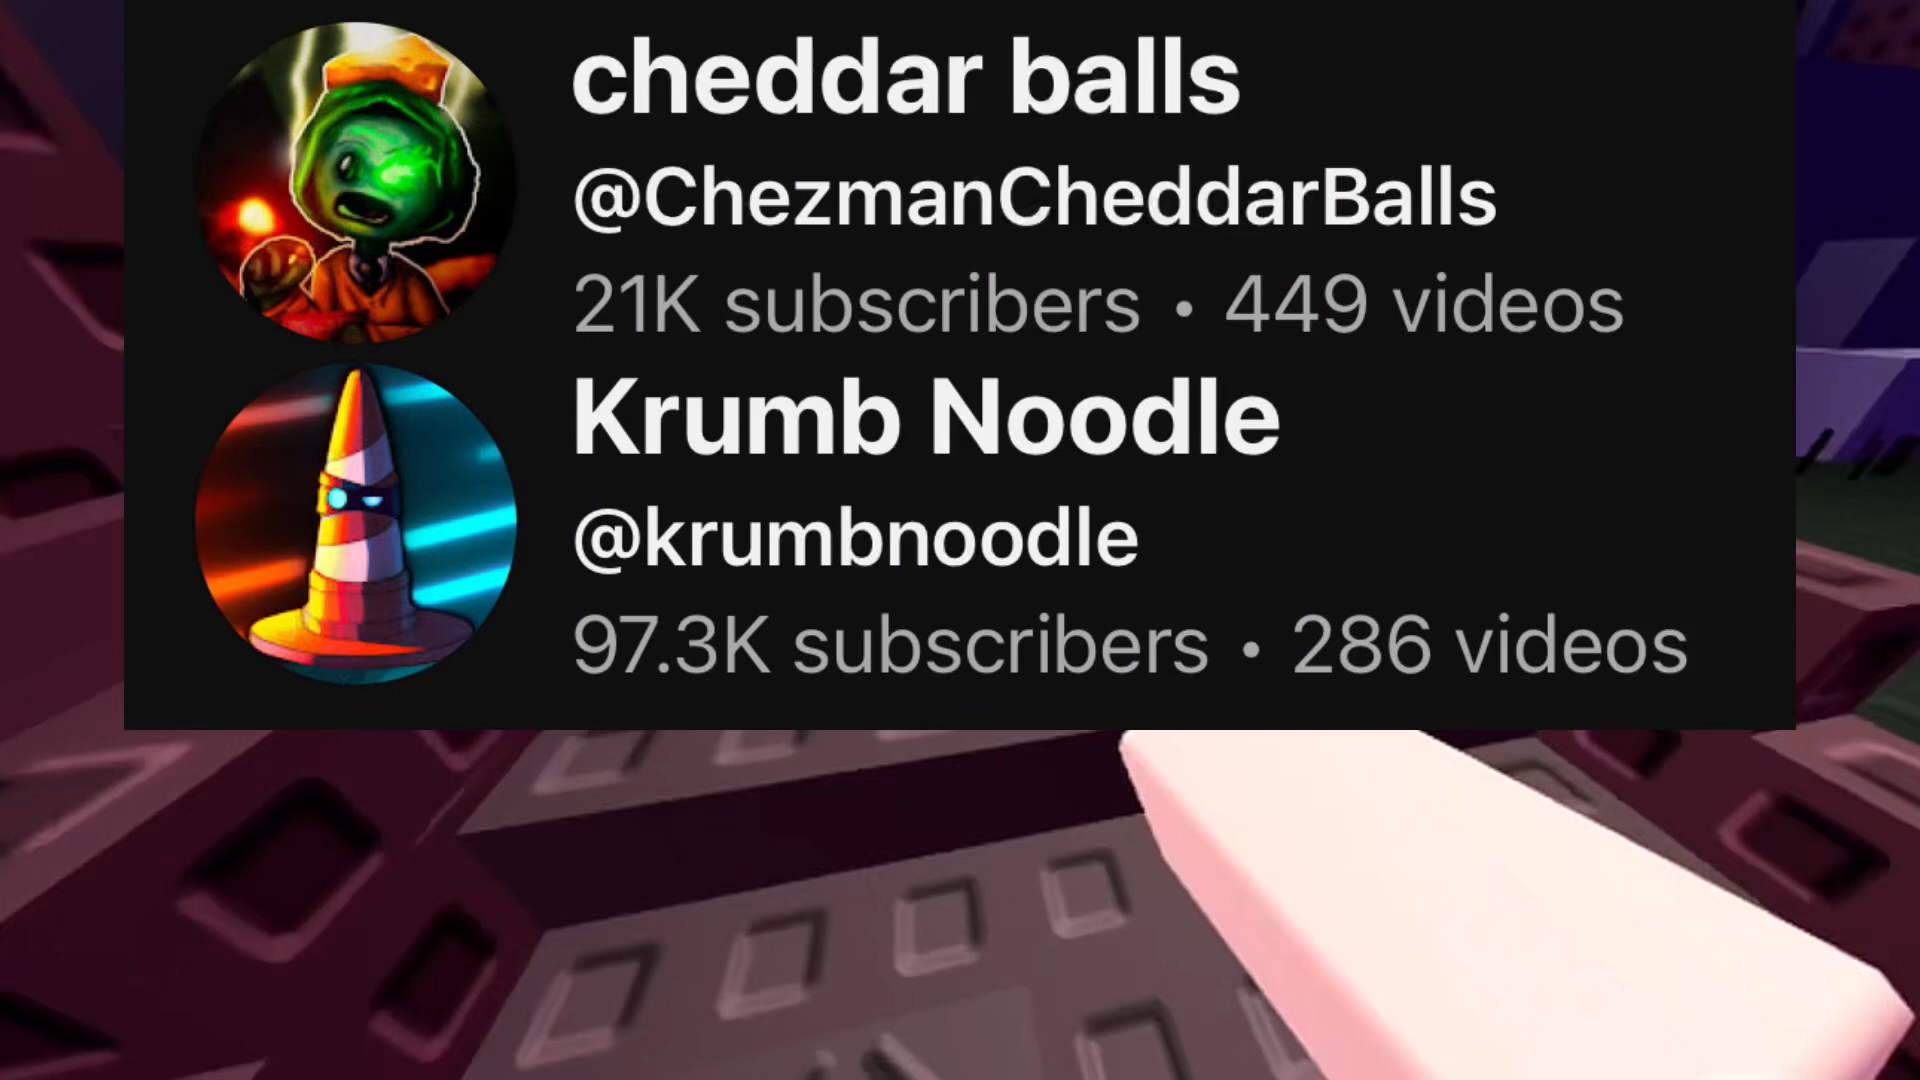 cheddar balls
@ChezmanCheddarBalls
21K subscribers • 449 videos
Krumb Noodle
@krumbnoodle
97.3K subscribers • 286 videos